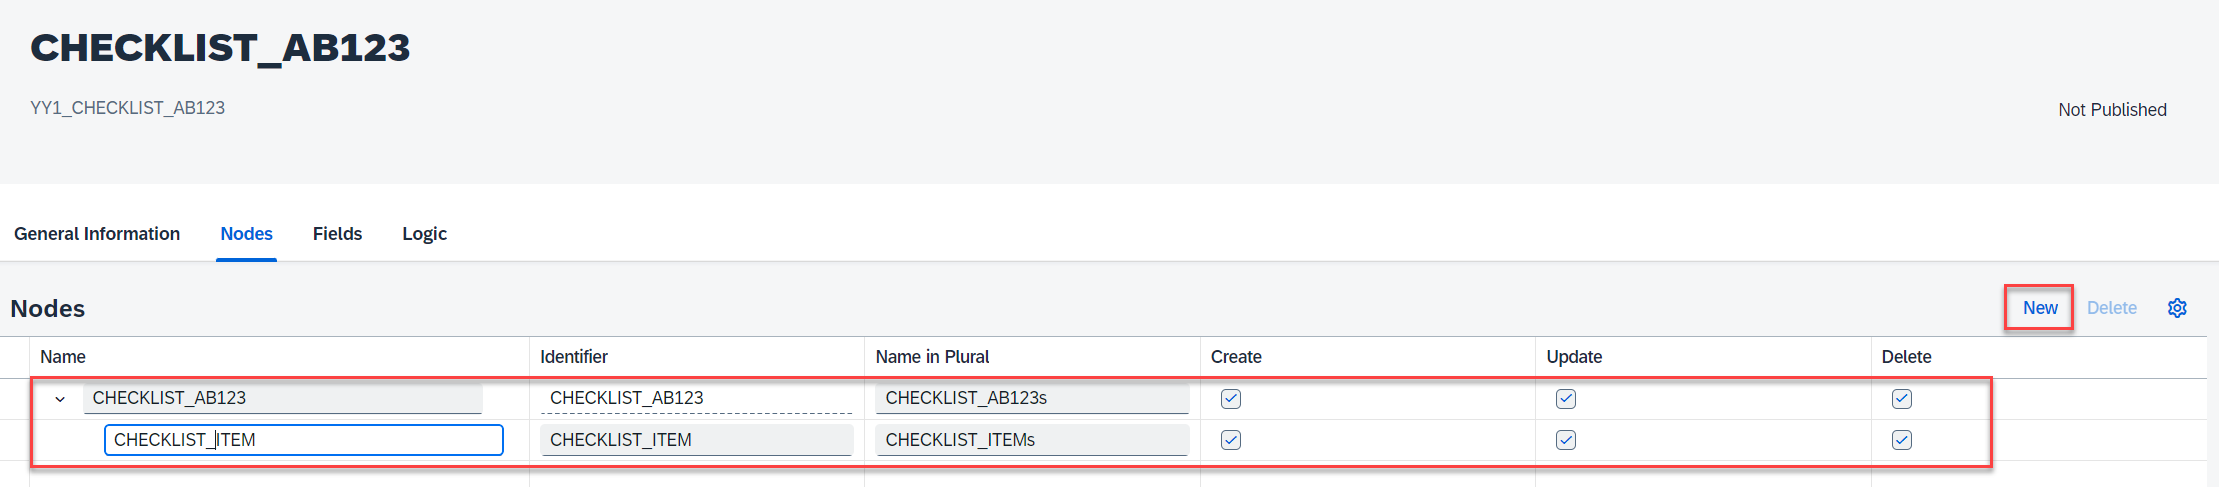 CHECKLIST_AB123
YY1_CHECKLIST_AB123
Not Published
General Information Nodes Fields Logic
Nodes
New Delete
Name Identifier Name in Plural Create Update Delete
CHECKLIST_AB123 CHECKLIST_AB123 CHECKLIST_AB123s
CHECKLIST_ITEM CHECKLIST_ITEM CHECKLIST_ITEMs